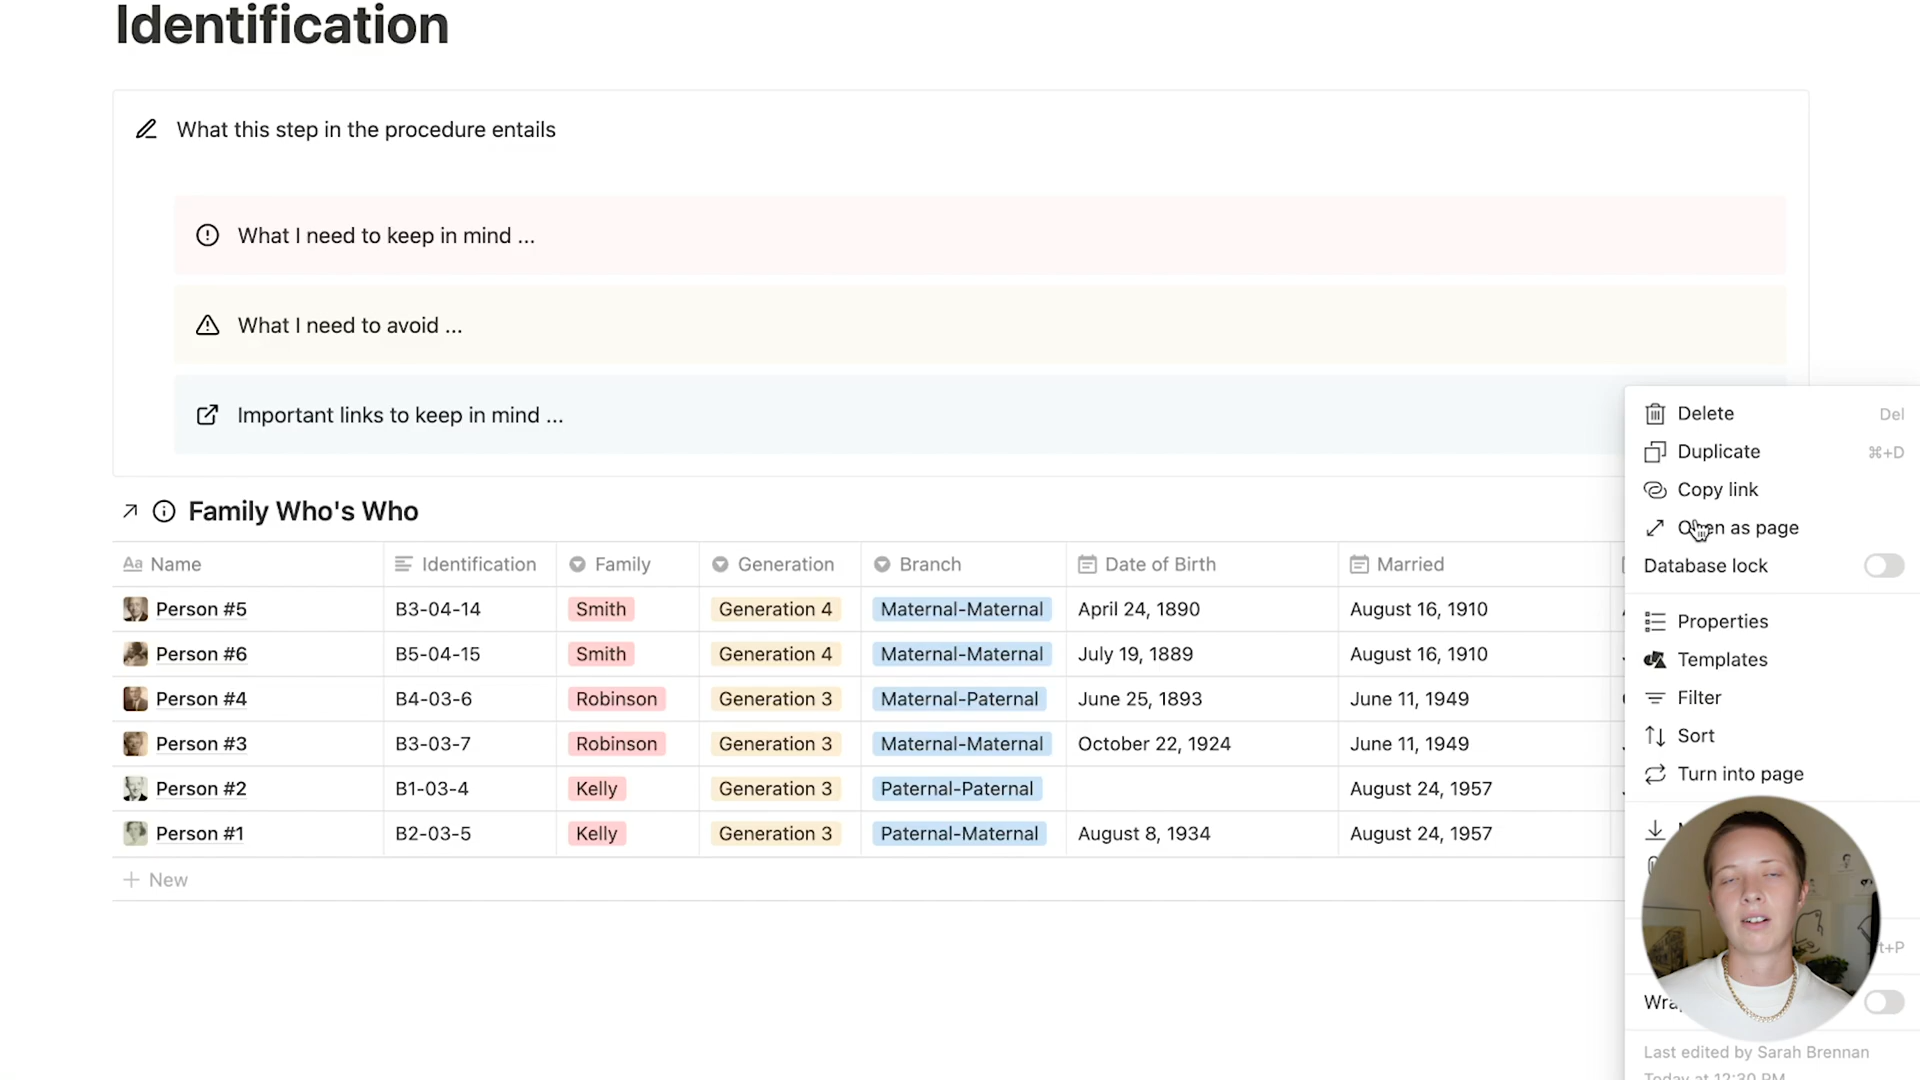 Identification
What this step in the procedure entails
What I need to keep in mind ...
What I need to avoid ...
Important links to keep in mind ...
Family Who's Who
Aa Name Identification Family Generation Branch Date of Birth Married
Person #5 B3-04-14 Smith Generation 4 Maternal-Maternal April 24, 1890 August 16, 1910
Person #6 B5-04-15 Smith Generation 4 Maternal-Maternal July 19, 1889 August 16, 1910
Person #4 B4-03-6 Robinson Generation 3 Maternal-Paternal June 25, 1893 June 11, 1949
Person #3 B3-03-7 Robinson Generation 3 Maternal-Maternal October 22, 1924 June 11, 1949
Person #2 B1-03-4 Kelly Generation 3 Paternal-Paternal August 24, 1957
Person #1 B2-03-5 Kelly Generation 3 Paternal-Maternal August 8, 1934 August 24, 1957
+ New
Delete Del
Duplicate ⌘+D
Copy link
Open as page
Database lock
Properties
Templates
Filter
Sort
Turn into page
Last edited by Sarah Brennan
Today at 12:30 PM